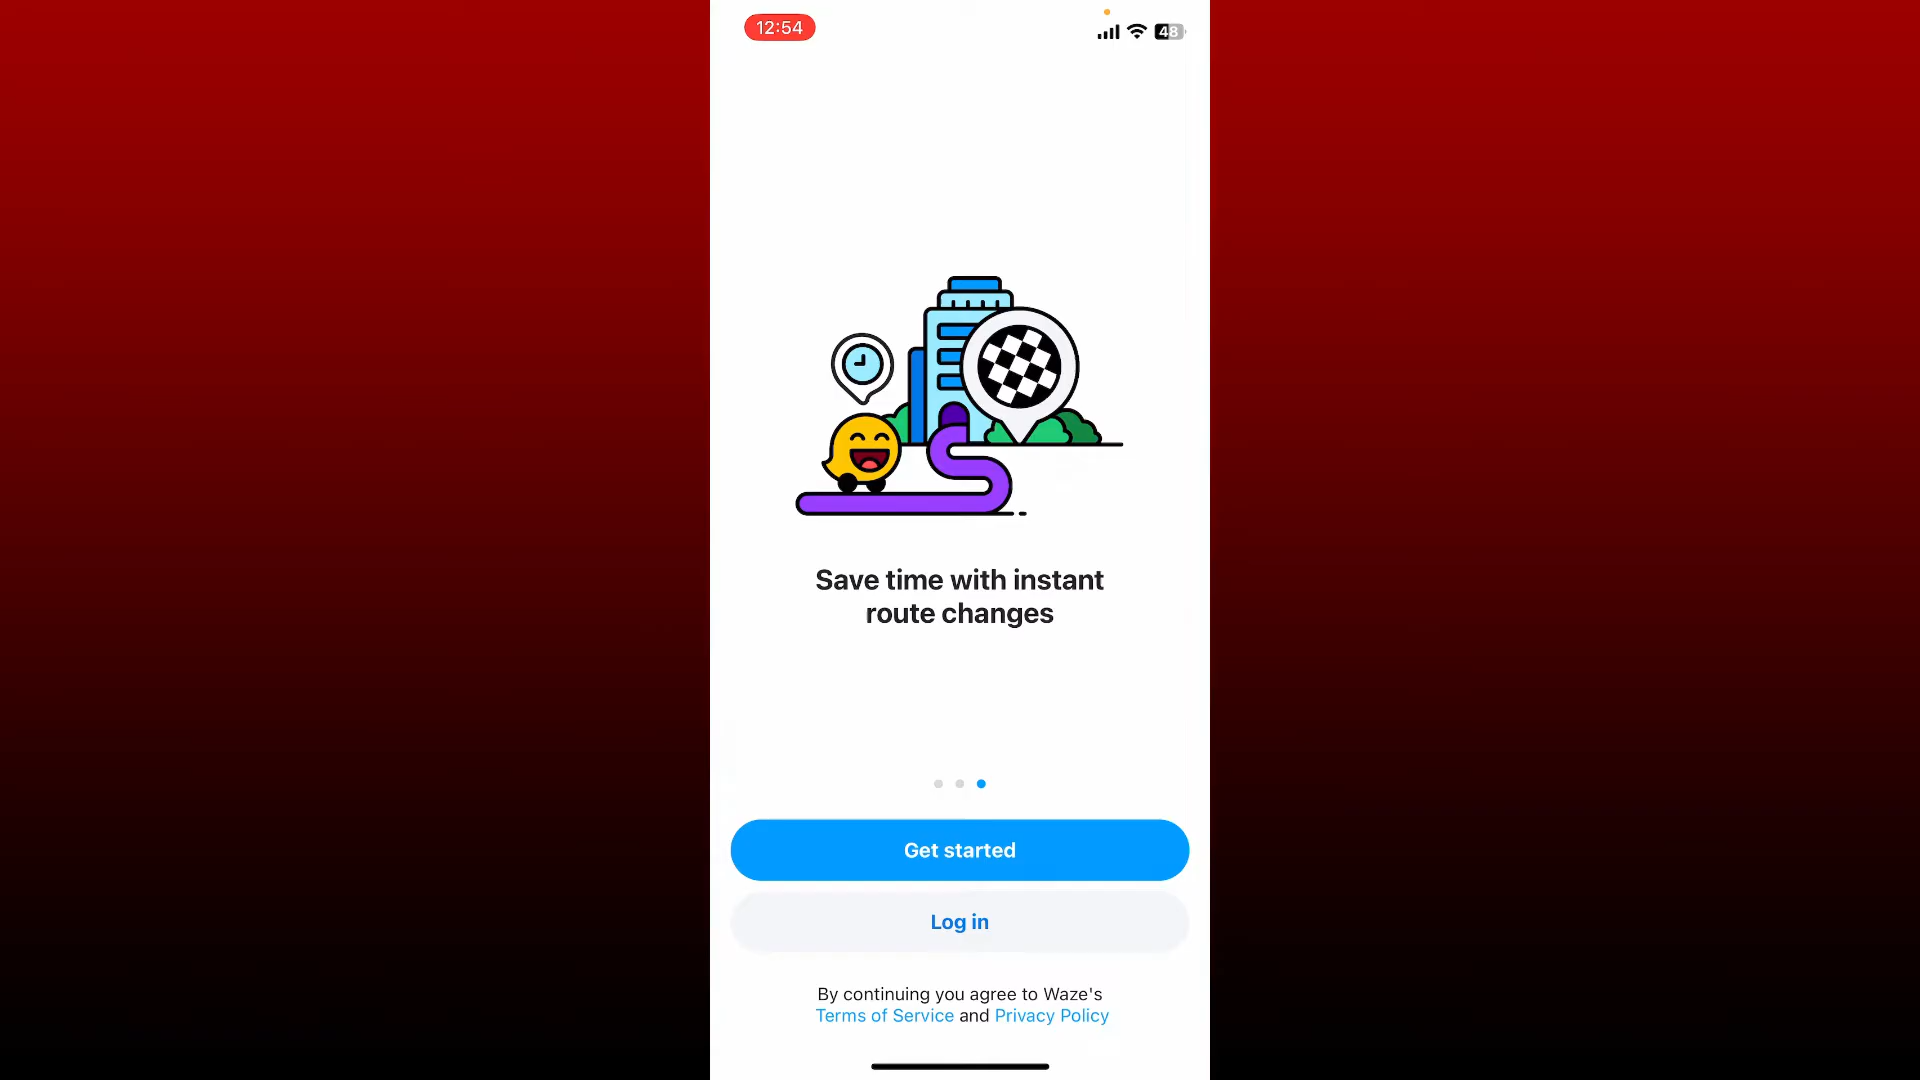 12:54
48
Save time with instant
route changes
Get started
Log in
By continuing you agree to Waze's
Terms of Service and Privacy Policy